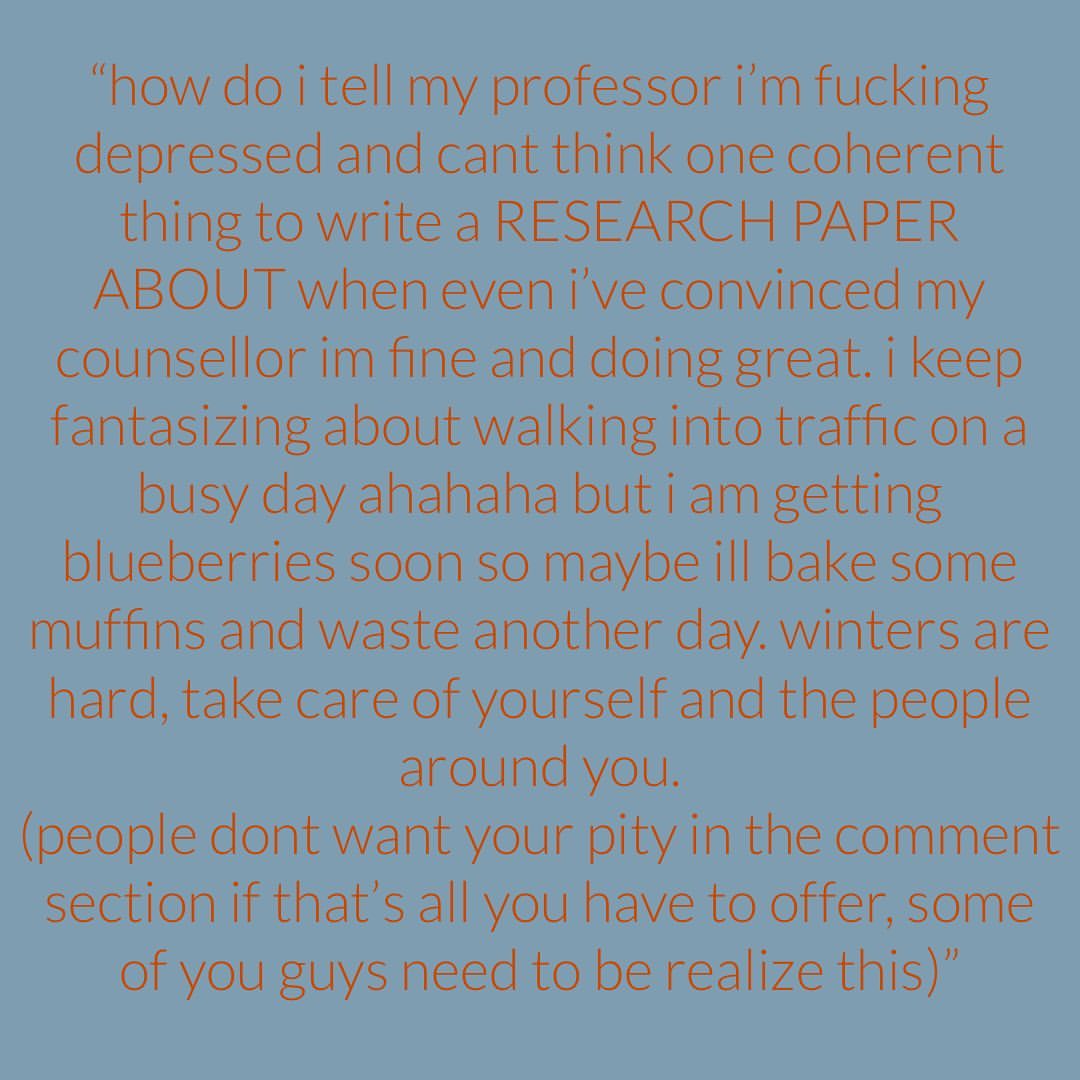 “how do i tell my professor i’m fucking
depressed and cant think one coherent
thing to write a RESEARCH PAPER
ABOUT when even i’ve convinced my
counsellor im fine and doing great. i keep
fantasizing about walking into traffic on a
busy day ahahaha but i am getting
blueberries soon so maybe ill bake some
muffins and waste another day. winters are
hard, take care of yourself and the people
around you.
(people dont want your pity in the comment
section if that’s all you have to offer, some
of you guys need to be realize this)”